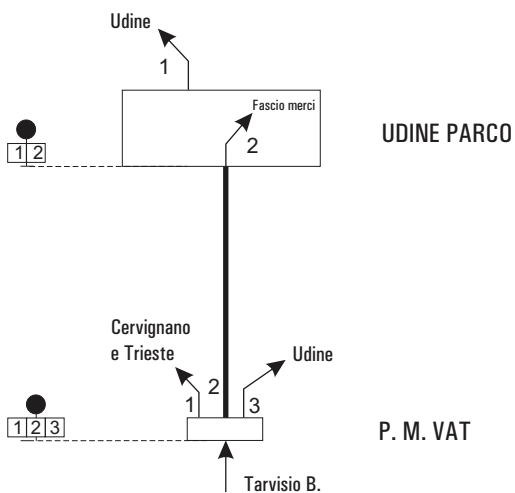 Udine
1
Fascio merci
2
1 2
UDINE PARCO
Cervignano
e Trieste
Udine
1
2
3
1 2 3
P. M. VAT
Tarvisio B.